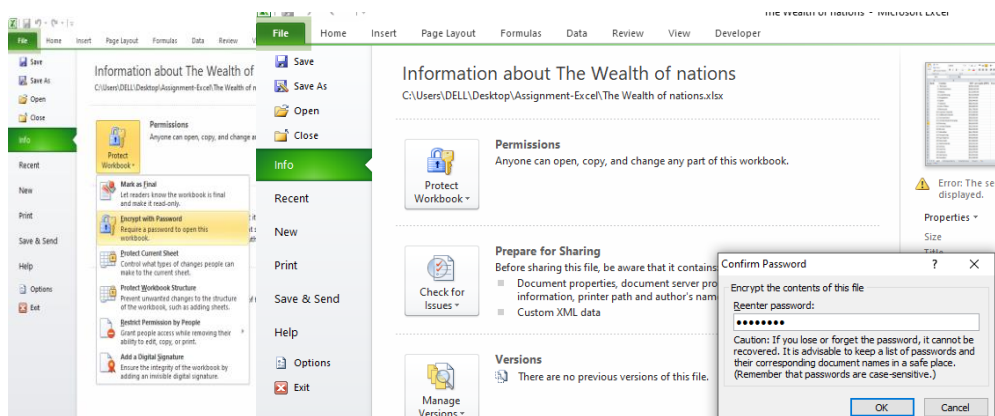 File Home Insert Page Layout Formulas Data Review V
Save
Save As
Open
Close
Info
Recent
New
Print
Save & Send
Help
Options
Exit
Information about The Wealth of
C:\Users\DELL\Desktop\Assignment-Excel\The Wealth of n
Permissions
Anyone can open, copy, and change a
Protect
Workbook
Mark as Final
Let readers know the workbook is final
and make it read-only.
Encrypt with Password
Require a password to open this
workbook.
Protect Current Sheet
Control what types of changes people can
make to the current sheet.
Protect Workbook Structure
Prevent unwanted changes to the structure
of the workbook, such as adding sheets.
Restrict Permission by People
Grant people access while removing their
ability to edit, copy, or print.
Add a Digital Signature
Ensure the integrity of the workbook by
adding an invisible digital signature.
The Wealth of nations - Microsoft Excel
File Home Insert Page Layout Formulas Data Review View Developer
Save
Save As
Open
Close
Info
Recent
New
Print
Save & Send
Help
Options
Exit
Information about The Wealth of nations
C:\Users\DELL\Desktop\Assignment-Excel\The Wealth of nations.xlsx
Permissions
Anyone can open, copy, and change any part of this workbook.
Protect
Workbook
Prepare for Sharing
Before sharing this file, be aware that it contains
Document properties, document server pro
information, printer path and author's nam
Custom XML data
Check for
Issues
Versions
There are no previous versions of this file.
Manage
Versions
Error: The se
displayed.
Properties
Size
Title
Confirm Password ? X
Encrypt the contents of this file
Reenter password:
●●●●●●●●
Caution: If you lose or forget the password, it cannot be
recovered. It is advisable to keep a list of passwords and
their corresponding document names in a safe place.
(Remember that passwords are case-sensitive.)
OK Cancel